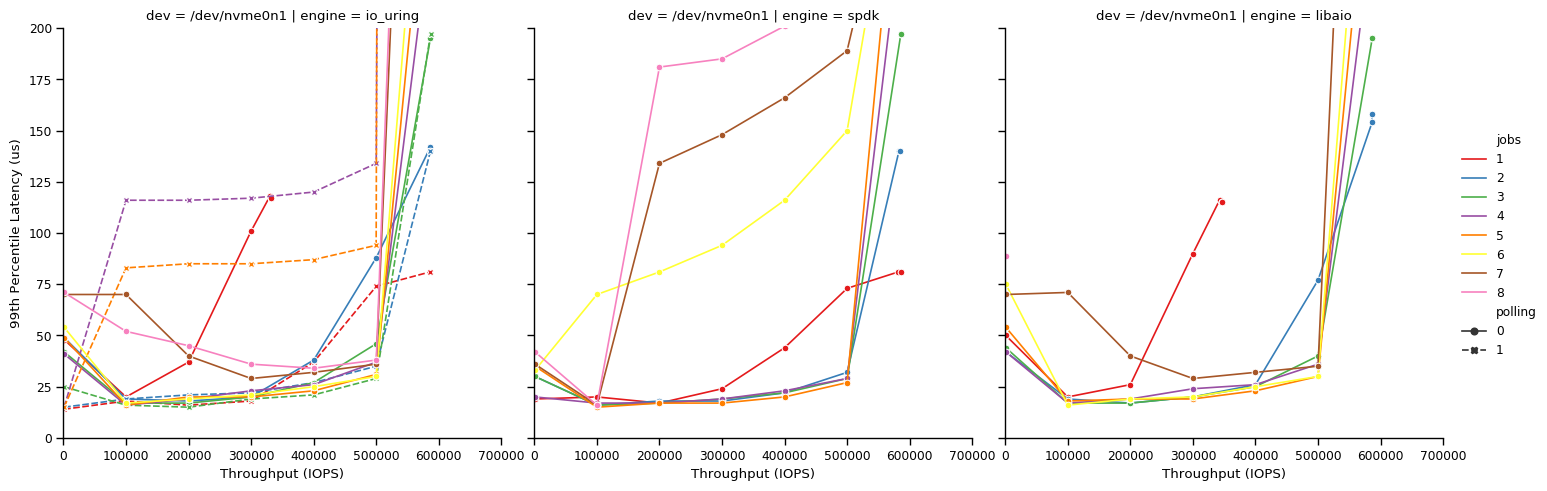 dev = /dev/nvme0n1 | engine = io_uring
dev = /dev/nvme0n1 | engine = spdk
dev = /dev/nvme0n1 | engine = libaio
99th Percentile Latency (us)
200
175
150
125
100
75
50
25
0
0 100000 200000 300000 400000 500000 600000 700000
0 100000 200000 300000 400000 500000 600000 700000
0 100000 200000 300000 400000 500000 600000 700000
Throughput (IOPS)
Throughput (IOPS)
Throughput (IOPS)
jobs
1
2
3
4
5
6
7
8
polling
0
1